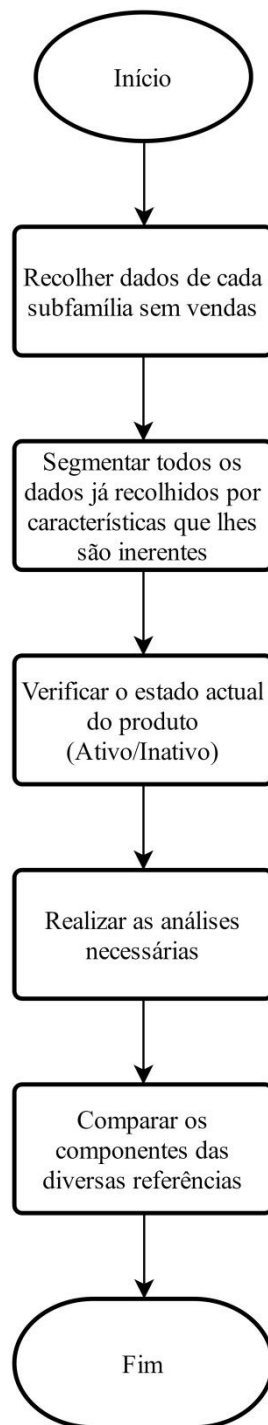 Início
Recolher dados de cada
subfamília sem vendas
Segmentar todos os
dados já recolhidos por
características que lhes
são inerentes
Verificar o estado actual
do produto
(Ativo/Inativo)
Realizar as análises
necessárias
Comparar os
componentes das
diversas referências
Fim